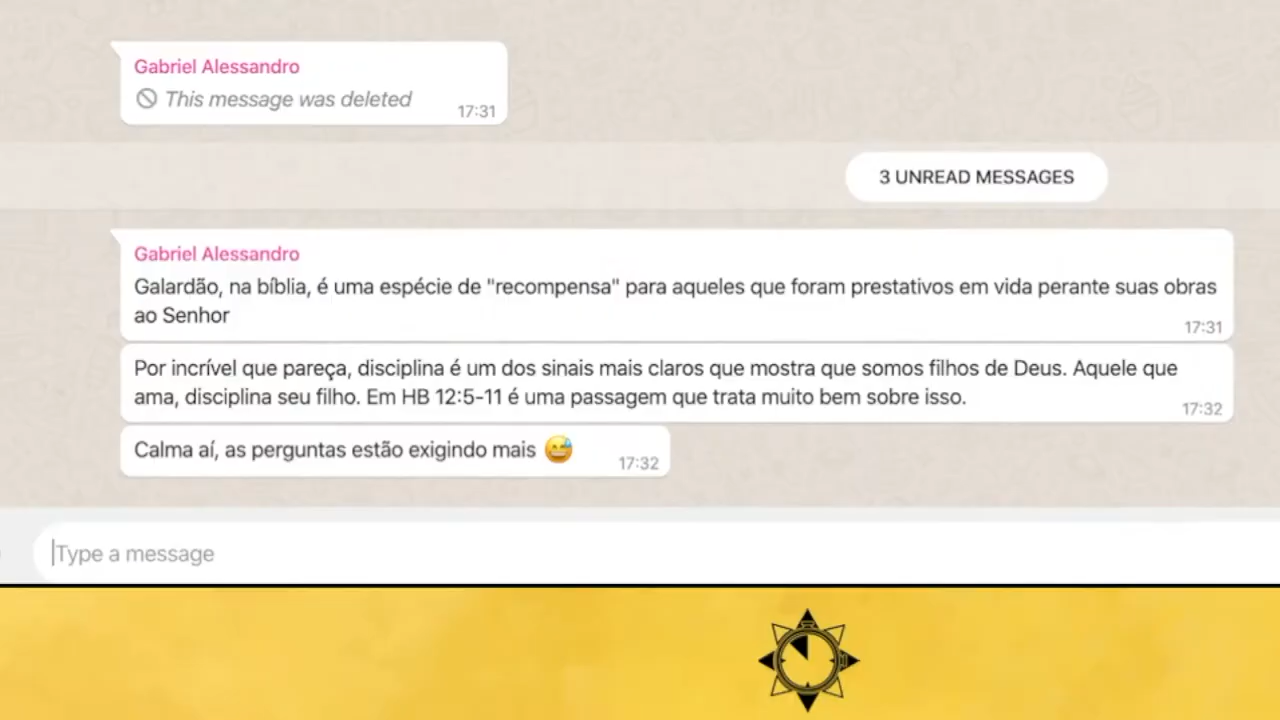 Gabriel Alessandro
This message was deleted
17:31
3 UNREAD MESSAGES
Gabriel Alessandro
Galardão, na bíblia, é uma espécie de "recompensa" para aqueles que foram prestativos em vida perante suas obras
ao Senhor
17:31
Por incrível que pareça, disciplina é um dos sinais mais claros que mostra que somos filhos de Deus. Aquele que
ama, disciplina seu filho. Em HB 12:5-11 é uma passagem que trata muito bem sobre isso.
17:32
Calma aí, as perguntas estão exigindo mais 😅
17:32
Type a message